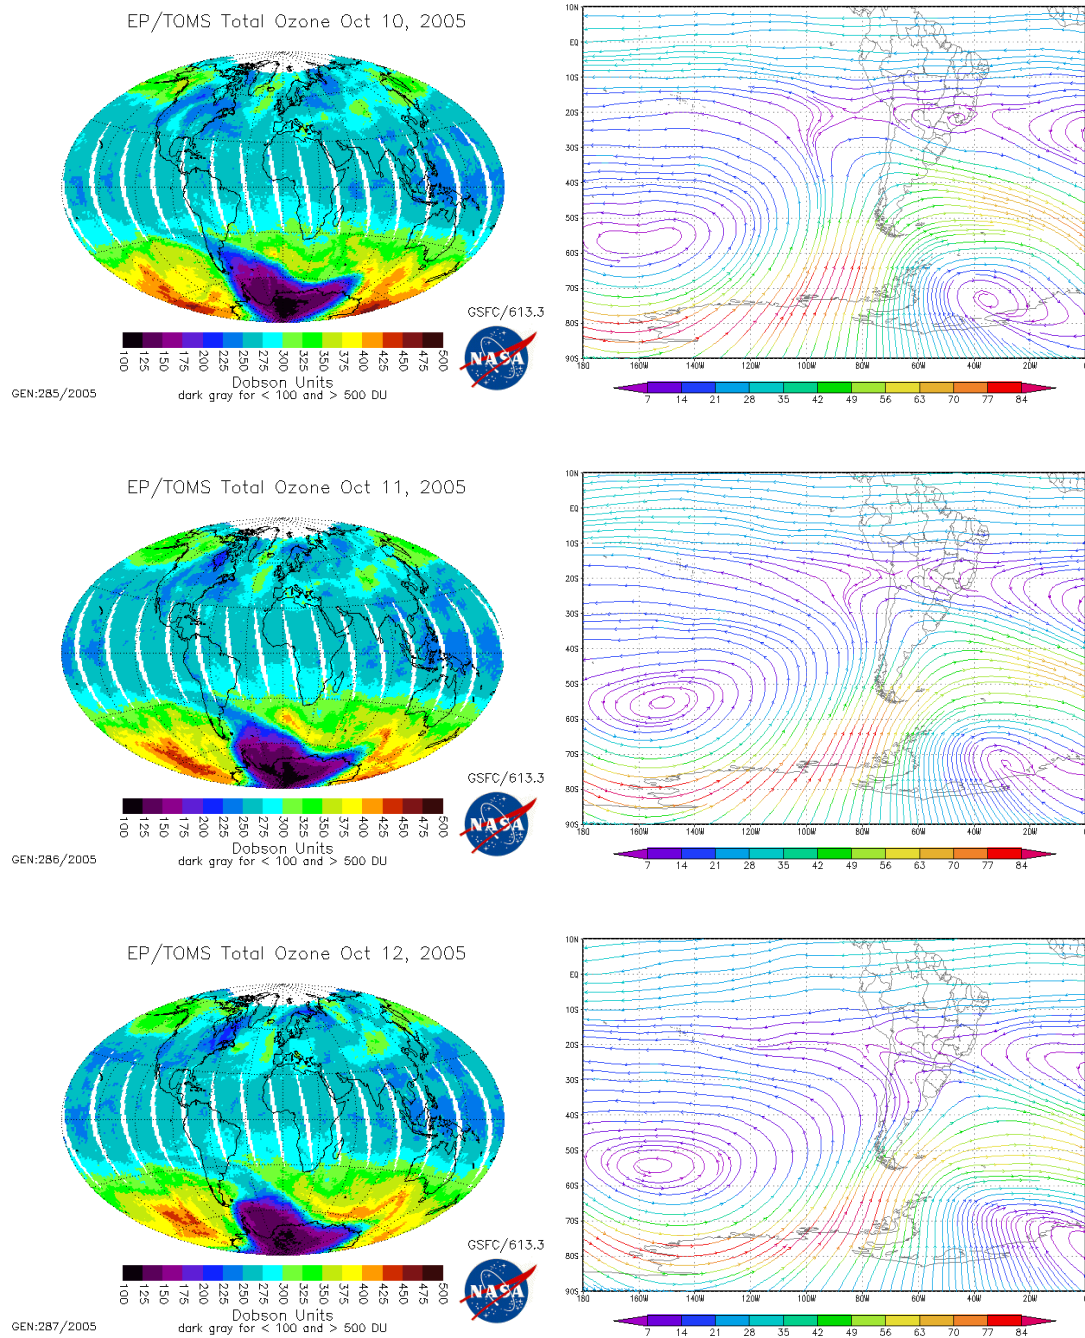 EP/TOMS Total Ozone Oct 10, 2005
GSFC/613.3
NASA
100 125 150 175 200 225 250 275 300 325 350 375 400 425 450 475 500
Dobson Units
dark gray for < 100 and > 500 DU
GEN:285/2005
10N
EQ
10S
20S
30S
40S
50S
60S
70S
80S
90S
180 160W 140W 120W 100W 80W 60W 40W 20W 0
7 14 21 28 35 42 49 56 63 70 77 84
EP/TOMS Total Ozone Oct 11, 2005
GSFC/613.3
NASA
100 125 150 175 200 225 250 275 300 325 350 375 400 425 450 475 500
Dobson Units
dark gray for < 100 and > 500 DU
GEN:286/2005
10N
EQ
10S
20S
30S
40S
50S
60S
70S
80S
90S
180 160W 140W 120W 100W 80W 60W 40W 20W 0
7 14 21 28 35 42 49 56 63 70 77 84
EP/TOMS Total Ozone Oct 12, 2005
GSFC/613.3
NASA
100 125 150 175 200 225 250 275 300 325 350 375 400 425 450 475 500
Dobson Units
dark gray for < 100 and > 500 DU
GEN:287/2005
10N
EQ
10S
20S
30S
40S
50S
60S
70S
80S
90S
180 160W 140W 120W 100W 80W 60W 40W 20W 0
7 14 21 28 35 42 49 56 63 70 77 84